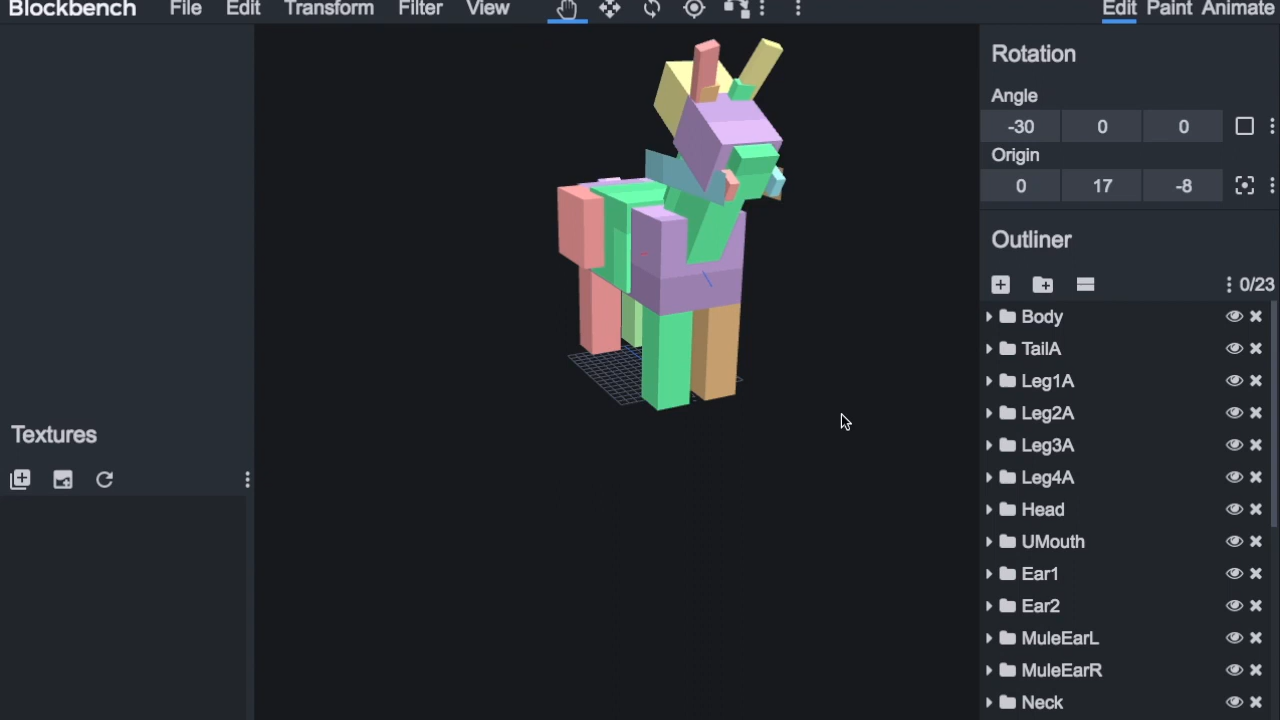 Blockbench File Edit Transform Filter View Edit Paint Animate
Rotation
Angle
-30 0 0
Origin
0 17 -8
Outliner
0/23
Body
TailA
Leg1A
Leg2A
Leg3A
Leg4A
Head
UMouth
Ear1
Ear2
MuleEarL
MuleEarR
Neck
Textures